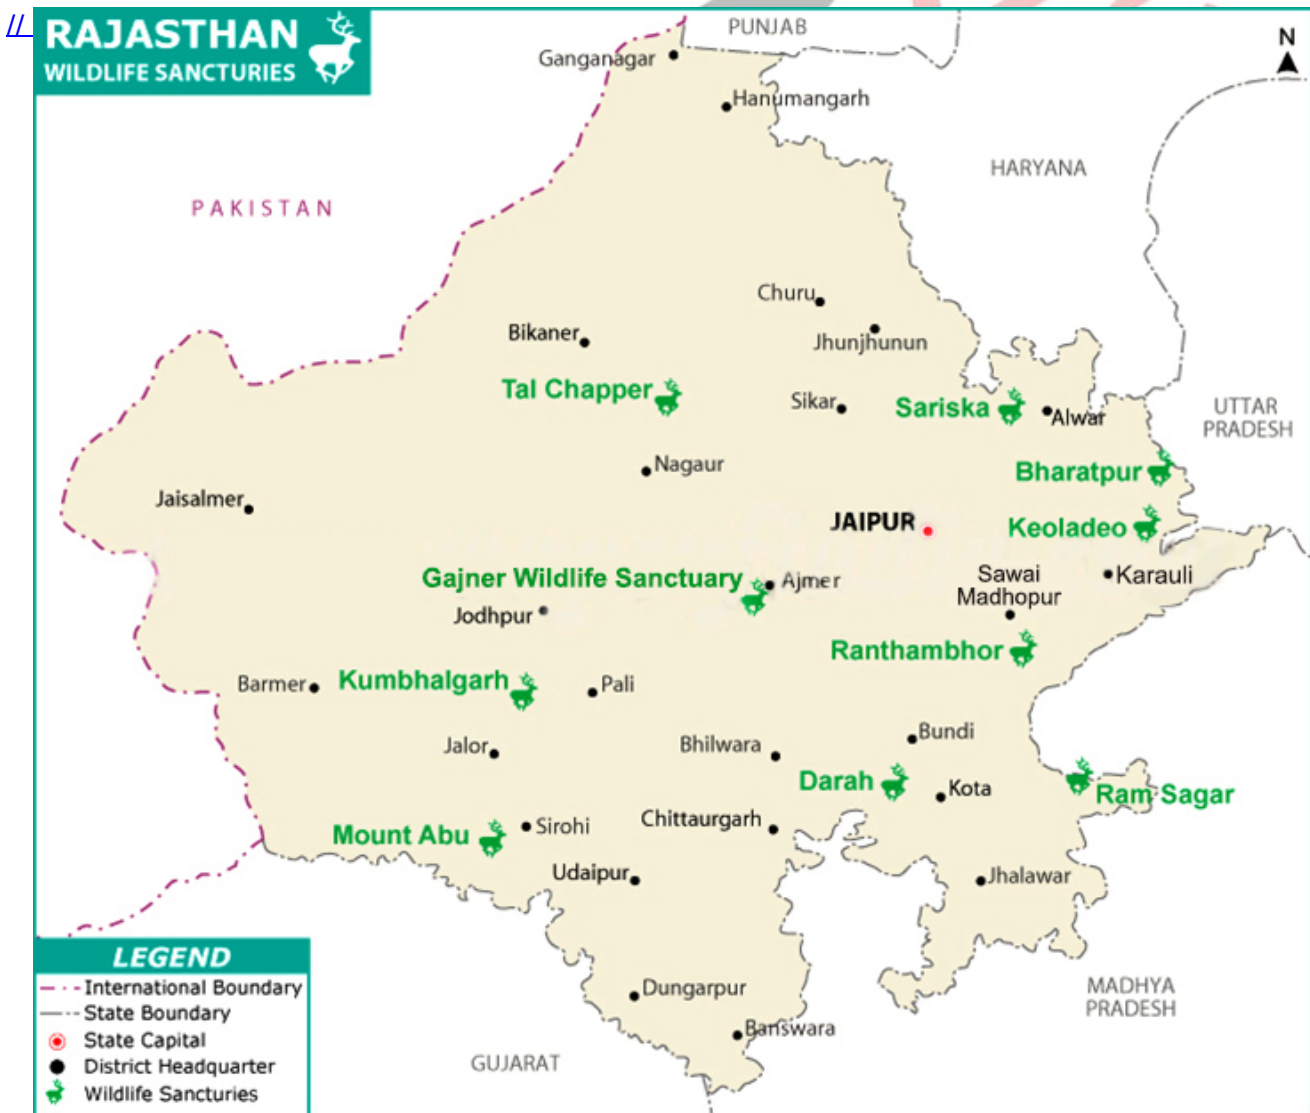 //
RAJASTHAN
WILDLIFE SANCTURIES
PUNJAB
N
Ganganagar
Hanumangarh
HARYANA
PAKISTAN
Churu
Bikaner
Jhunjhunun
Tal Chapper
Sikar
Sariska
Alwar
UTTAR
PRADESH
Nagaur
Bharatpur
Jaisalmer
JAIPUR
Keoladeo
Gajner Wildlife Sanctuary
Ajmer
Sawai
Madhopur
Karauli
Jodhpur
Ranthambhor
Barmer
Kumbhalgarh
Pali
Jalor
Bhilwara
Bundi
Darah
Kota
Ram Sagar
Mount Abu
Sirohi
Chittaurgarh
Udaipur
Jhalawar
LEGEND
International Boundary
State Boundary
State Capital
District Headquarter
Wildlife Sancturies
Dungarpur
Banswara
MADHYA
PRADESH
GUJARAT